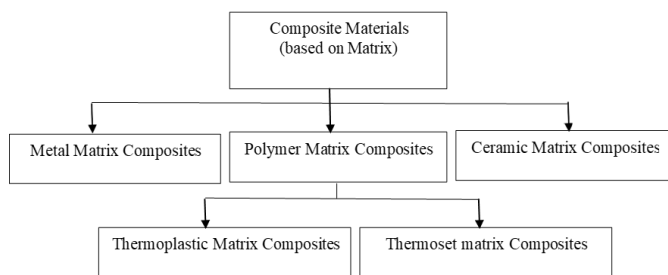 Composite Materials
(based on Matrix)
Metal Matrix Composites
Polymer Matrix Composites
Ceramic Matrix Composites
Thermoplastic Matrix Composites
Thermoset matrix Composites